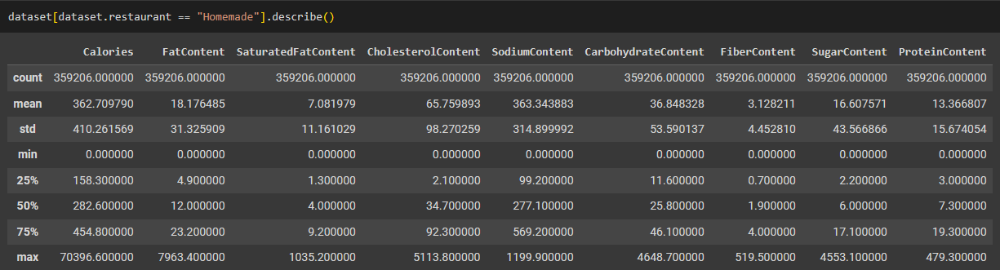 dataset[dataset.restaurant == "Homemade"].describe()
Calories FatContent SaturatedFatContent CholesterolContent SodiumContent CarbohydrateContent FiberContent SugarContent ProteinContent
count 359206.000000 359206.000000 359206.000000 359206.000000 359206.000000 359206.000000 359206.000000 359206.000000 359206.000000
mean 362.709790 18.176485 7.081979 65.759893 363.343883 36.848328 3.128211 16.607571 13.366807
std 410.261569 31.325909 11.161029 98.270259 314.899992 53.590137 4.452810 43.566866 15.674054
min 0.000000 0.000000 0.000000 0.000000 0.000000 0.000000 0.000000 0.000000 0.000000
25% 158.300000 4.900000 1.300000 2.100000 99.200000 11.600000 0.700000 2.200000 3.000000
50% 282.600000 12.000000 4.000000 34.700000 277.100000 25.800000 1.900000 6.000000 7.300000
75% 454.800000 23.200000 9.200000 92.300000 569.200000 46.100000 4.000000 17.100000 19.300000
max 70396.600000 7963.400000 1035.200000 5113.800000 1199.900000 4648.700000 519.500000 4553.100000 479.300000